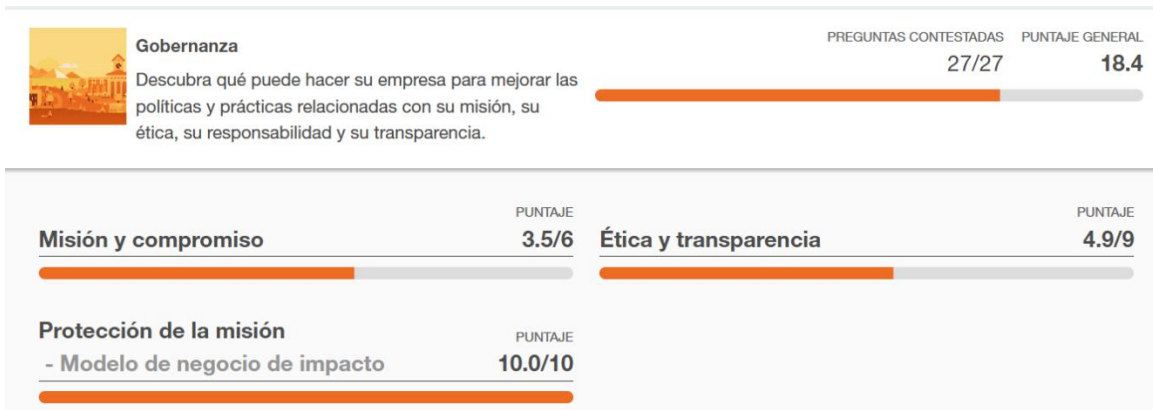 Gobernanza
Descubra qué puede hacer su empresa para mejorar las
políticas y prácticas relacionadas con su misión, su
ética, su responsabilidad y su transparencia.
PREGUNTAS CONTESTADAS
27/27
PUNTAJE GENERAL
18.4
Misión y compromiso
PUNTAJE
3.5/6
Ética y transparencia
PUNTAJE
4.9/9
Protección de la misión
- Modelo de negocio de impacto
PUNTAJE
10.0/10